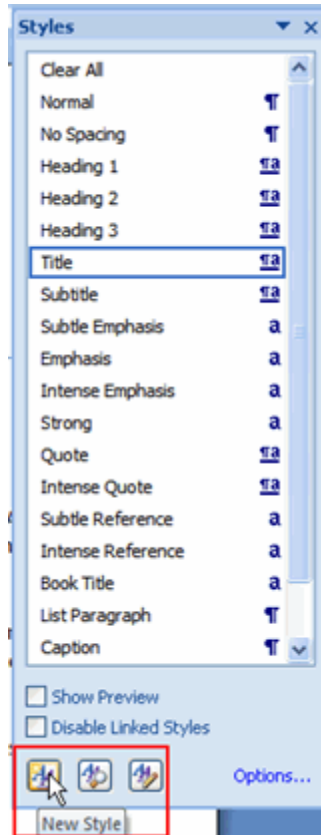 Styles
Clear All
Normal ¶
No Spacing ¶
Heading 1 ¶a
Heading 2 ¶a
Heading 3 ¶a
Title ¶a
Subtitle ¶a
Subtle Emphasis a
Emphasis a
Intense Emphasis a
Strong a
Quote ¶a
Intense Quote ¶a
Subtle Reference a
Intense Reference a
Book Title a
List Paragraph ¶
Caption ¶
Show Preview
Disable Linked Styles
Options...
New Style